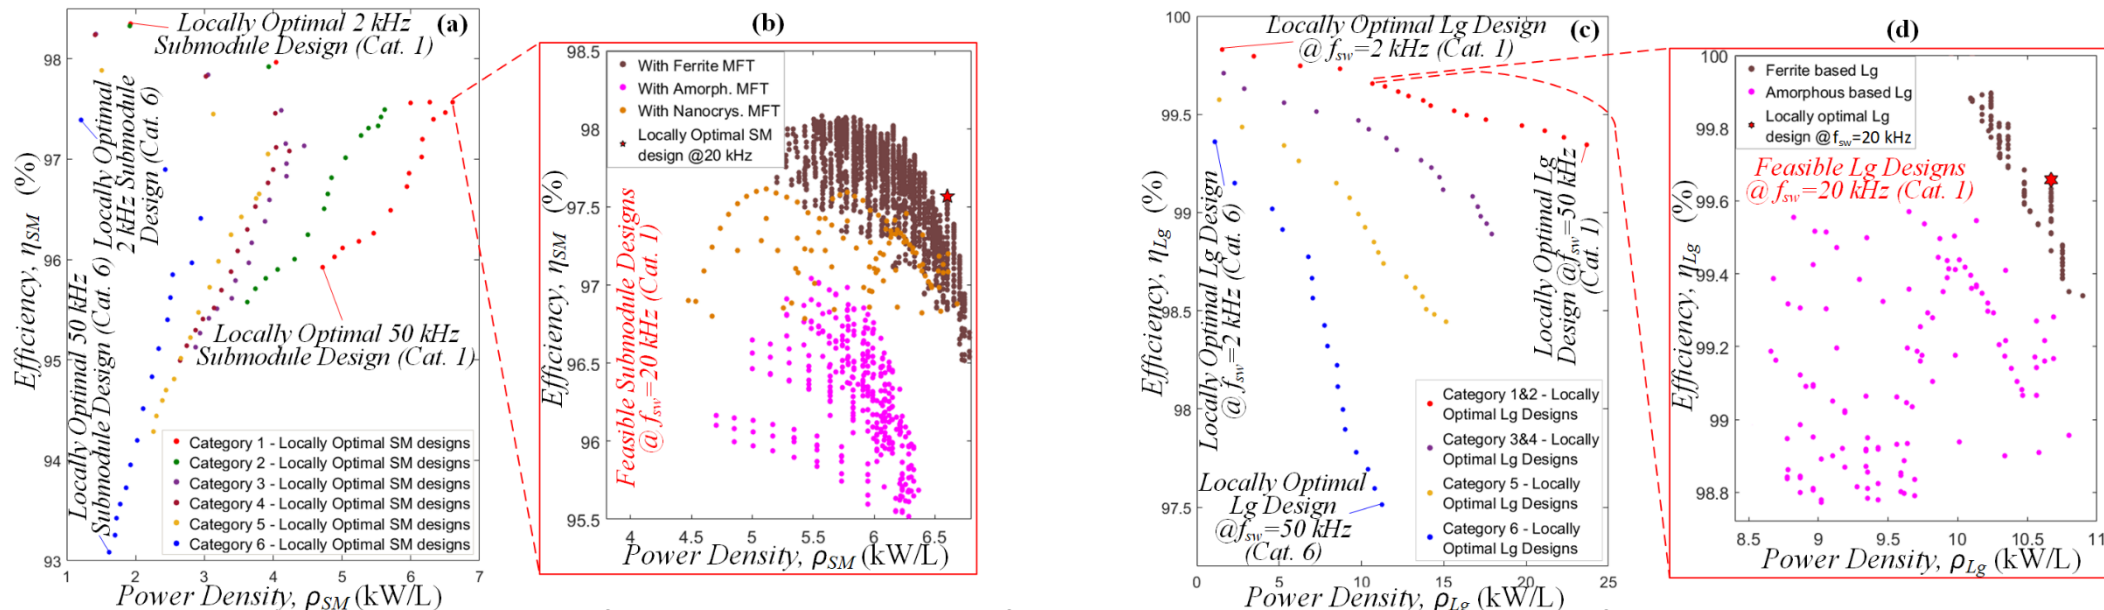 (a)
Locally Optimal 2 kHz
Submodule Design (Cat. 1)
Locally Optimal
2 kHz Submodule
Design (Cat. 6)
Locally Optimal 50 kHz
Submodule Design (Cat. 6)
Locally Optimal 50 kHz
Submodule Design (Cat. 1)
Category 1 - Locally Optimal SM designs
Category 2 - Locally Optimal SM designs
Category 3 - Locally Optimal SM designs
Category 4 - Locally Optimal SM designs
Category 5 - Locally Optimal SM designs
Category 6 - Locally Optimal SM designs
Efficiency, ηSM (%)
98
97
96
95
94
93
1 2 3 4 5 6 7
Power Density, ρSM (kW/L)
(b)
With Ferrite MFT
With Amorph. MFT
With Nanocrys. MFT
Locally Optimal SM
design @20 kHz
Feasible Submodule Designs
@ fsw=20 kHz (Cat. 1)
Efficiency, ηSM (%)
98.5
98
97.5
97
96.5
96
95.5
4 4.5 5 5.5 6 6.5
Power Density, ρSM (kW/L)
(c)
Locally Optimal Lg Design
@ fsw=2 kHz (Cat. 1)
Locally Optimal Lg Design
@ fsw=2 kHz (Cat. 6)
Locally Optimal Lg
Design @fsw=50 kHz
(Cat. 1)
Locally Optimal
Lg Design
@fsw=50 kHz
(Cat. 6)
Category 1&2 - Locally
Optimal Lg Designs
Category 3&4 - Locally
Optimal Lg Designs
Category 5 - Locally
Optimal Lg Designs
Category 6 - Locally
Optimal Lg Designs
Efficiency, ηLg (%)
100
99.5
99
98.5
98
97.5
0 5 10 15 20 25
Power Density, ρLg (kW/L)
(d)
Ferrite based Lg
Amorphous based Lg
Locally optimal Lg
design @fsw=20 kHz
Feasible Lg Designs
@ fsw=20 kHz (Cat. 1)
Efficiency, ηLg (%)
100
99.8
99.6
99.4
99.2
99
98.8
8.5 9 9.5 10 10.5 11
Power Density, ρLg (kW/L)